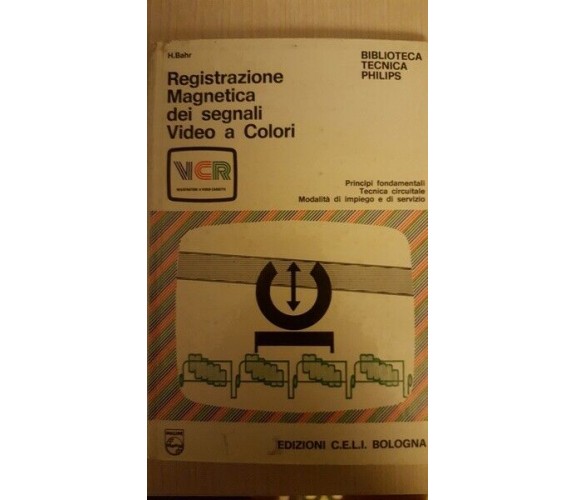 H.Bahr
BIBLIOTECA
TECNICA
PHILIPS
Registrazione
Magnetica
dei segnali
Video a Colori
VCR
Principi fondamentali
Tecnica circuitale
Modalità di impiego e di servizio
PHILIPS
EDIZIONI C.E.L.I. BOLOGNA